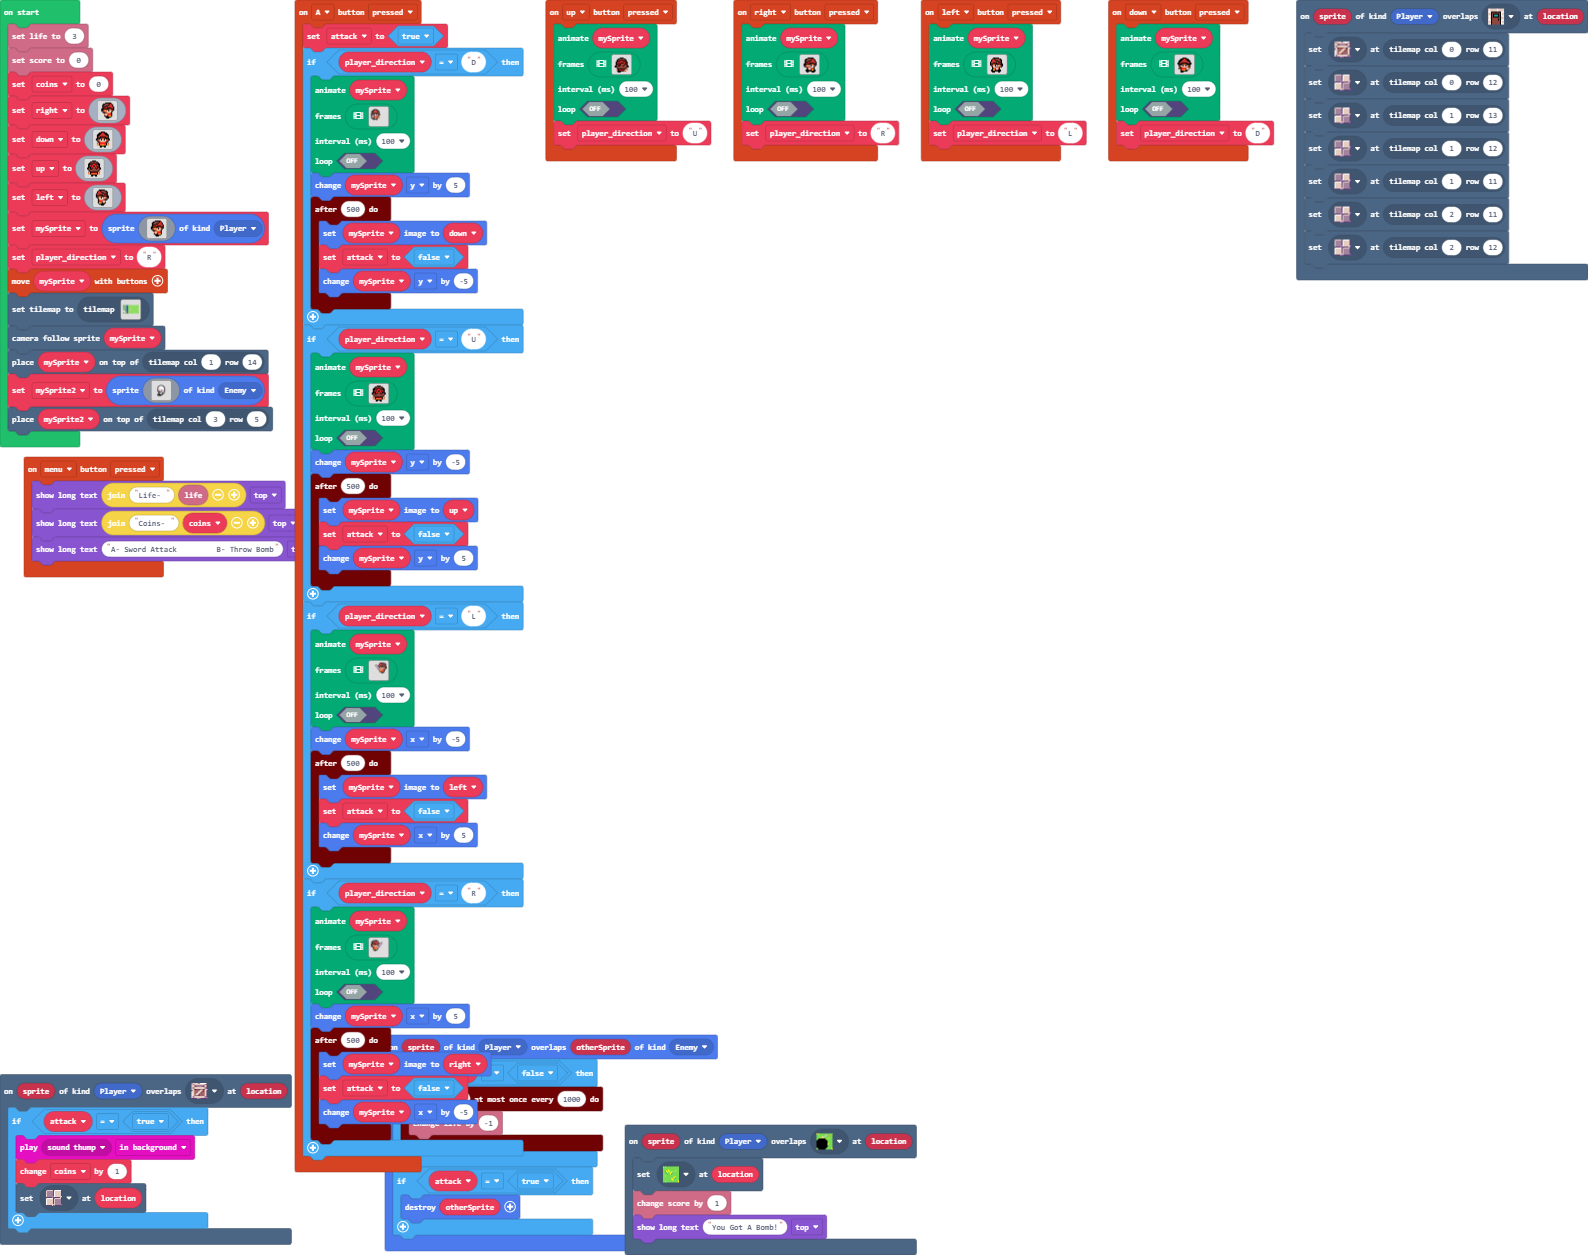 on start
set life to 3
set score to 0
set coins to 0
set right to
set down to
set up to
set left to
set mySprite to sprite of kind Player
set player_direction to "R"
move mySprite with buttons
set tilemap to tilemap
camera follow sprite mySprite
place mySprite on top of tilemap col 1 row 14
set mySprite2 to sprite of kind Enemy
place mySprite2 on top of tilemap col 3 row 5
on menu button pressed
show long text join "Life- " life top
show long text join "Coins- " coins top
show long text "A- Sword Attack B- Throw Bomb"
on A button pressed
set attack to true
if player_direction = "D" then
animate mySprite
frames
interval (ms) 100
loop OFF
change mySprite y by 5
after 500 do
set mySprite image to down
set attack to false
change mySprite y by -5
if player_direction = "U" then
animate mySprite
frames
interval (ms) 100
loop OFF
change mySprite y by -5
after 500 do
set mySprite image to up
set attack to false
change mySprite y by 5
if player_direction = "L" then
animate mySprite
frames
interval (ms) 100
loop OFF
change mySprite x by -5
after 500 do
set mySprite image to left
set attack to false
change mySprite x by 5
if player_direction = "R" then
animate mySprite
frames
interval (ms) 100
loop OFF
change mySprite x by 5
after 500 do
set mySprite image to right
set attack to false
change mySprite x by -5
on up button pressed
animate mySprite
frames
interval (ms) 100
loop OFF
set player_direction to "U"
on right button pressed
animate mySprite
frames
interval (ms) 100
loop OFF
set player_direction to "R"
on left button pressed
animate mySprite
frames
interval (ms) 100
loop OFF
set player_direction to "L"
on down button pressed
animate mySprite
frames
interval (ms) 100
loop OFF
set player_direction to "D"
on sprite of kind Player overlaps at location
set at tilemap col 0 row 11
set at tilemap col 0 row 12
set at tilemap col 1 row 13
set at tilemap col 1 row 12
set at tilemap col 1 row 11
set at tilemap col 2 row 11
set at tilemap col 2 row 12
on sprite of kind Player overlaps at location
if attack = true then
play sound thump in background
change coins by 1
set at location
on sprite of kind Player overlaps otherSprite of kind Enemy
false then
at most once every 1000 do
change life by -1
if attack = true then
destroy otherSprite
on sprite of kind Player overlaps at location
set at location
change score by 1
show long text "You Got A Bomb!" top